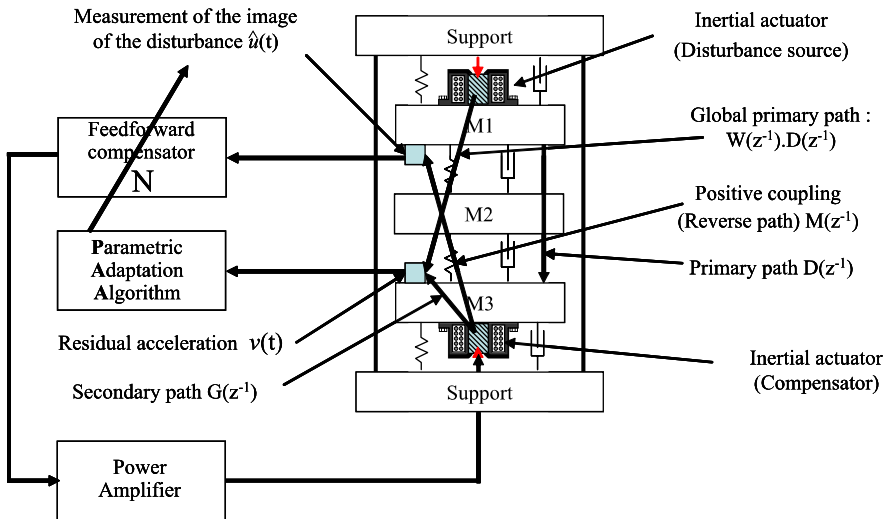 Measurement of the image
of the disturbance û(t)
Support
Inertial actuator
(Disturbance source)
Feedforward
compensator
N
M1
Global primary path :
W(z⁻¹).D(z⁻¹)
M2
Positive coupling
(Reverse path) M(z⁻¹)
Parametric
Adaptation
Algorithm
Primary path D(z⁻¹)
M3
Residual acceleration v(t)
Secondary path G(z⁻¹)
Inertial actuator
(Compensator)
Support
Power
Amplifier